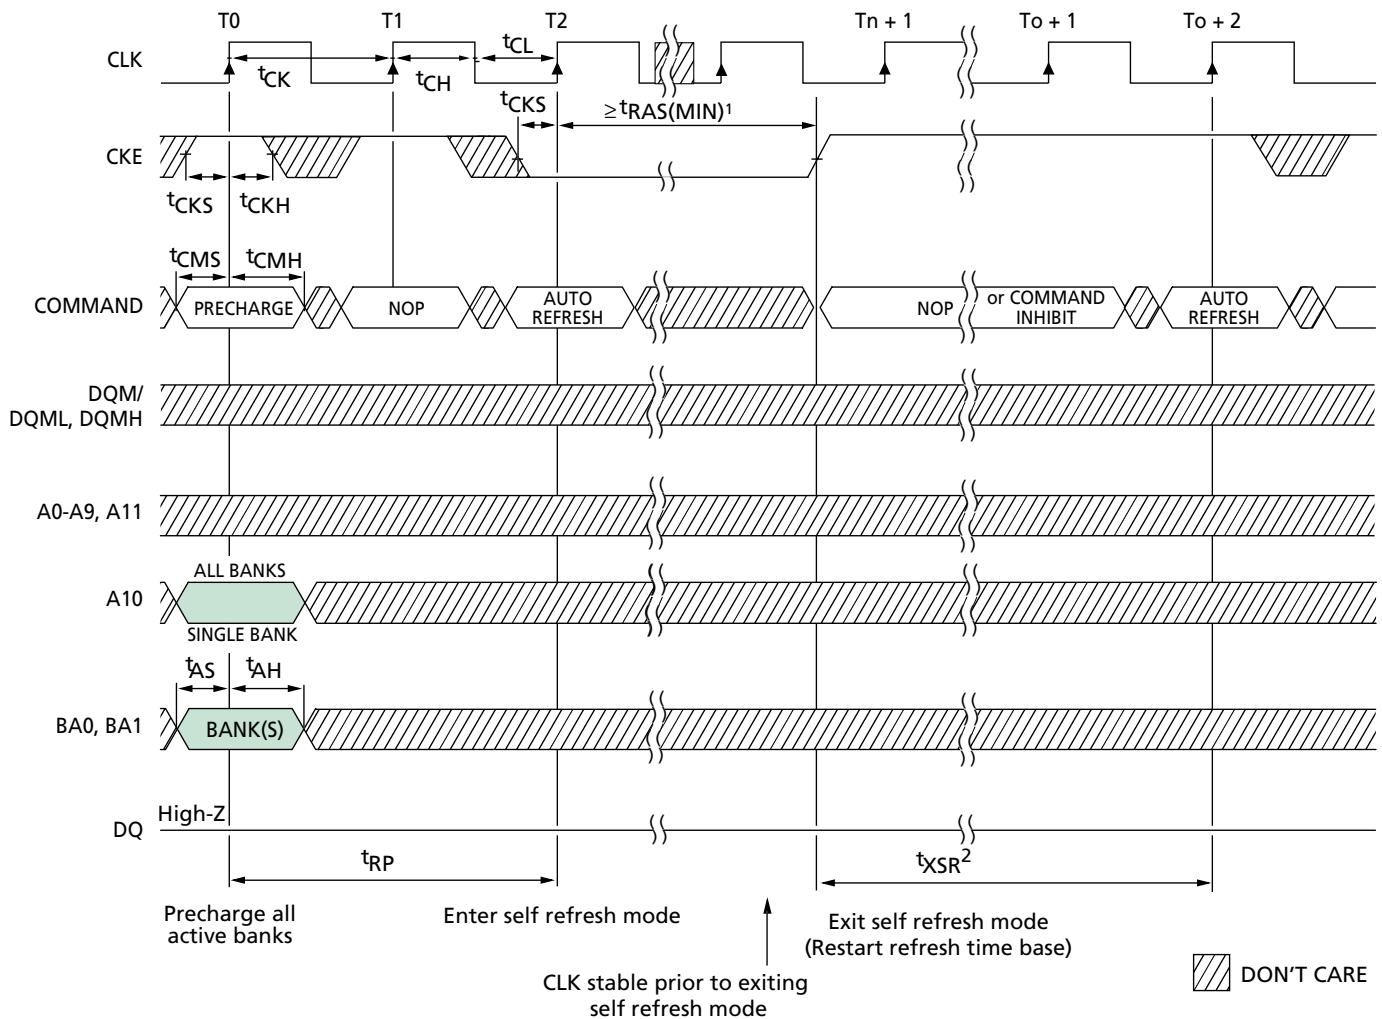 T0 T1 T2 Tn + 1 To + 1 To + 2
CLK
tCK tCH tCL
tCKS ≥tRAS(MIN)1
CKE
tCKS tCKH
tCMS tCMH
COMMAND PRECHARGE NOP AUTO REFRESH NOP or COMMAND INHIBIT AUTO REFRESH
DQM/
DQML, DQMH
A0-A9, A11
ALL BANKS
A10
SINGLE BANK
tAS tAH
BA0, BA1 BANK(S)
High-Z
DQ
tRP tXSR2
Precharge all
active banks
Enter self refresh mode
Exit self refresh mode
(Restart refresh time base)
CLK stable prior to exiting
self refresh mode
DON'T CARE